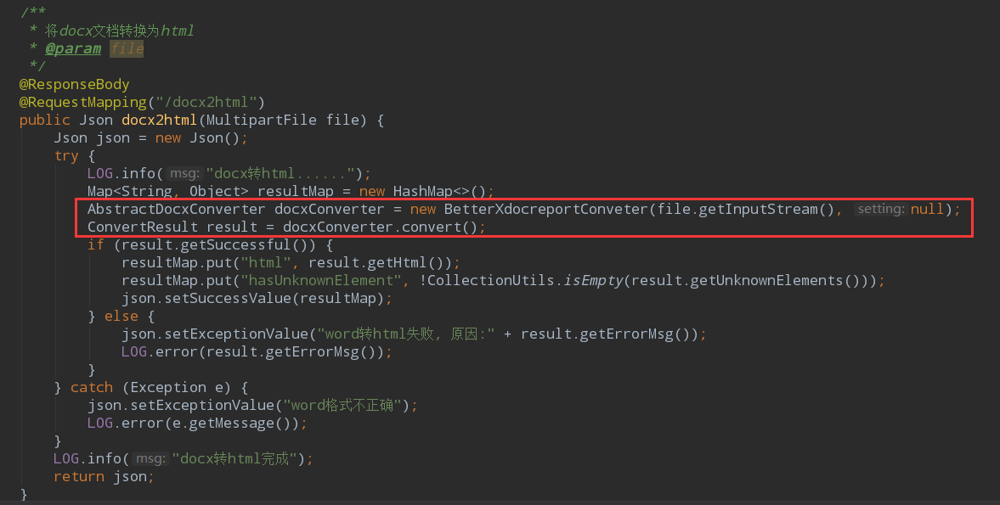 /**
 * 将docx文档转换为html
 * @param file
 */
@ResponseBody
@RequestMapping("/docx2html")
public Json docx2html(MultipartFile file) {
    Json json = new Json();
    try {
        LOG.info( msg: "docx转html......");
        Map<String, Object> resultMap = new HashMap<>();
        AbstractDocxConverter docxConverter = new BetterXdocreportConveter(file.getInputStream(), setting: null);
        ConvertResult result = docxConverter.convert();
        if (result.getSuccessful()) {
            resultMap.put("html", result.getHtml());
            resultMap.put("hasUnknownElement", !CollectionUtils.isEmpty(result.getUnknownElements()));
            json.setSuccessValue(resultMap);
        } else {
            json.setExceptionValue("word转html失败, 原因:" + result.getErrorMsg());
            LOG.error(result.getErrorMsg());
        }
    } catch (Exception e) {
        json.setExceptionValue("word格式不正确");
        LOG.error(e.getMessage());
    }
    LOG.info( msg: "docx转html完成");
    return json;
}